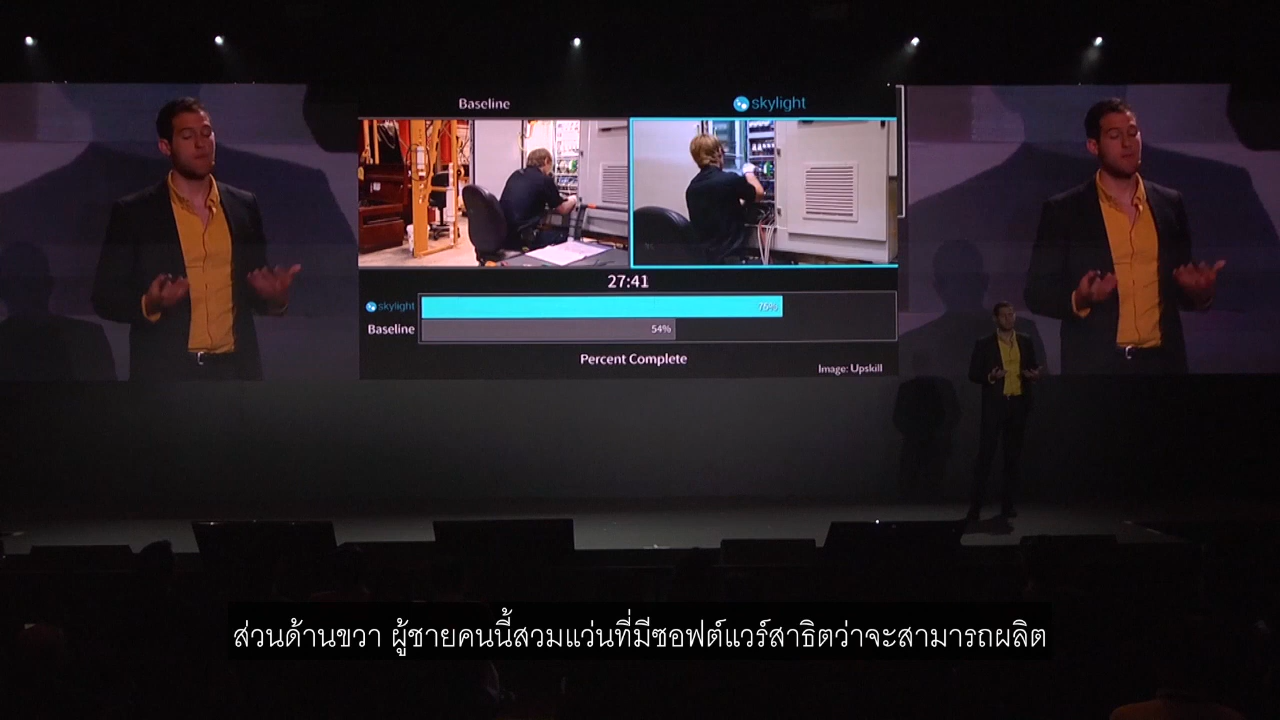 Baseline
skylight
27:41
skylight 75%
Baseline 54%
Percent Complete
Image: Upskill
ส่วนด้านขวา ผู้ชายคนนี้สวมแว่นที่มีซอฟต์แวร์สาธิตว่าจะสามารถผลิต